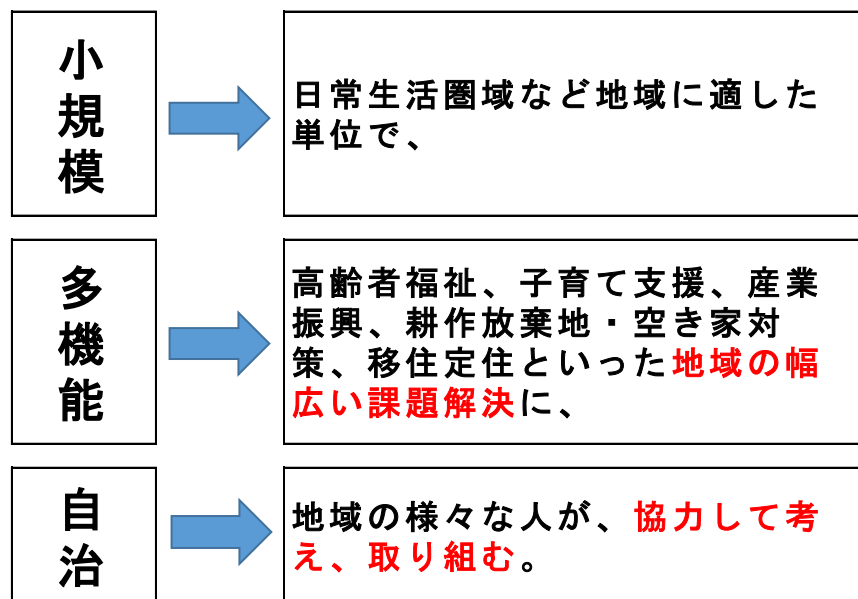 小規模
日常生活圏域など地域に適した
単位で、
多機能
高齢者福祉、子育て支援、産業
振興、耕作放棄地・空き家対
策、移住定住といった地域の幅
広い課題解決に、
自治
地域の様々な人が、協力して考
え、取り組む。